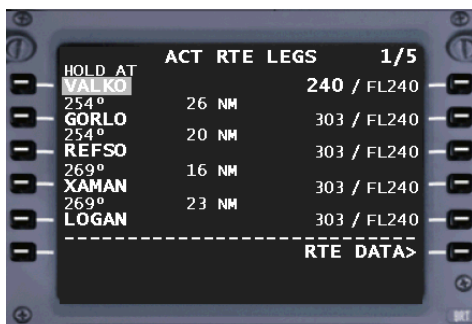 ACT RTE LEGS 1/5
HOLD AT
VALKO 240 / FL240
254° 26 NM
GORLO 303 / FL240
254° 20 NM
REFSO 303 / FL240
269° 16 NM
XAMAN 303 / FL240
269° 23 NM
LOGAN 303 / FL240
RTE DATA>
BRT